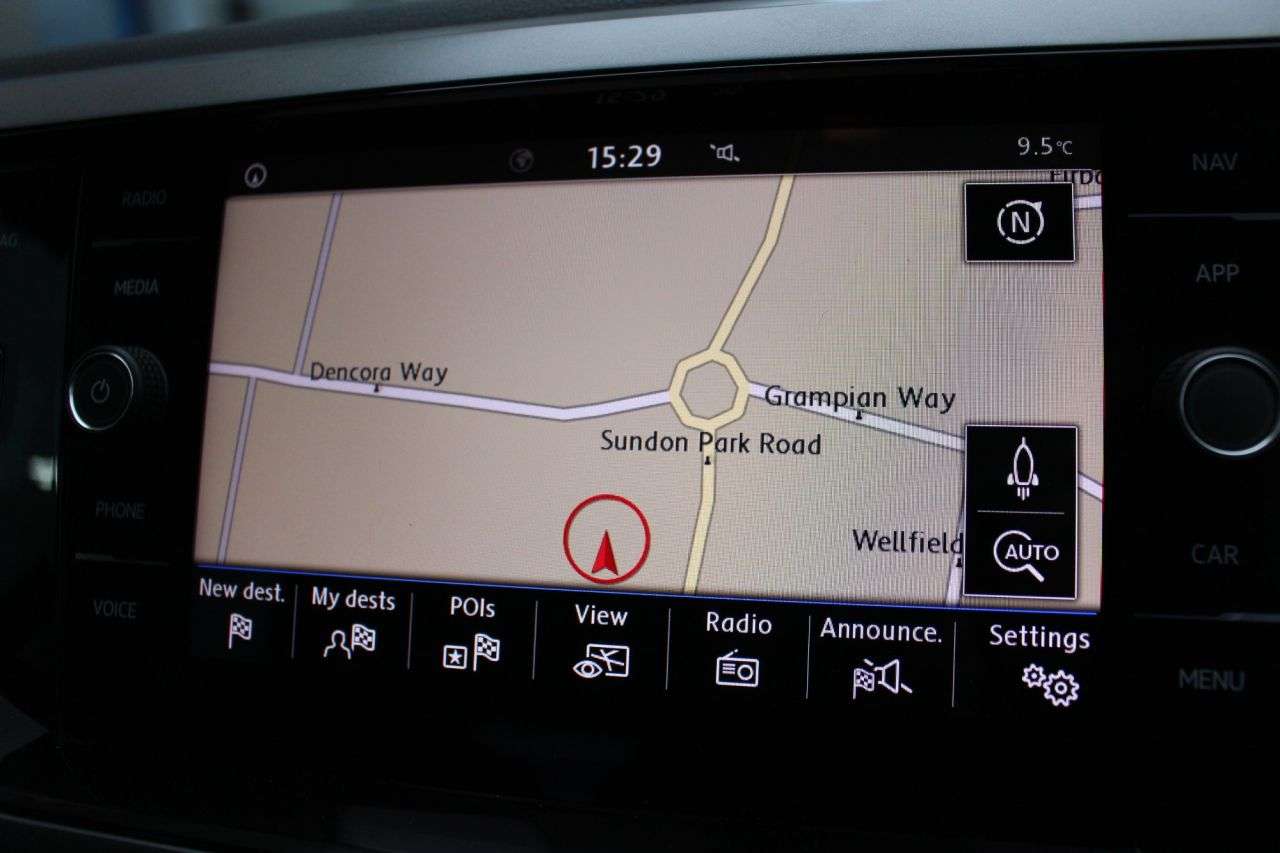 15:29
9.5°C
RADIO
NAV
N
AG
MEDIA
APP
Dencora Way
Grampian Way
Sundon Park Road
PHONE
Wellfield
AUTO
CAR
VOICE
New dest.
My dests
POIs
View
Radio
Announce.
Settings
MENU